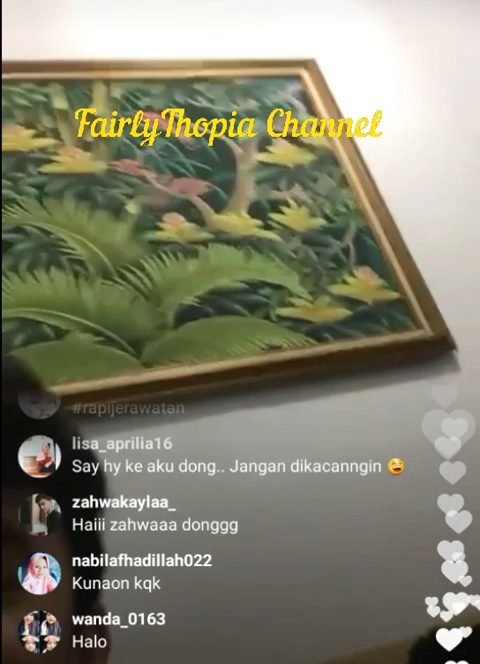 FairlyThopia Channel
#rapijerawatan
lisa_aprilia16
Say hy ke aku dong.. Jangan dikacanngin 😅
zahwakaylaa_
Haiii zahwaaa donggg
nabilafhadillah022
Kunaon kqk
wanda_0163
Halo